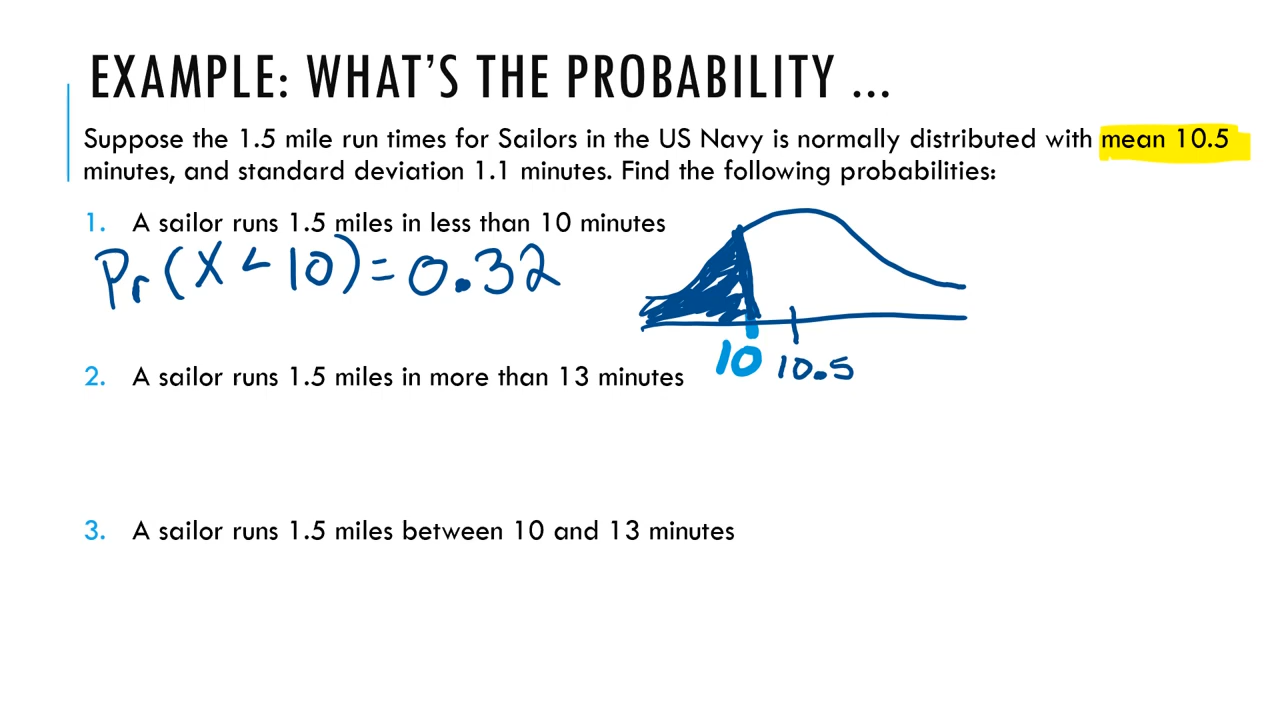 EXAMPLE: WHAT'S THE PROBABILITY ...
Suppose the 1.5 mile run times for Sailors in the US Navy is normally distributed with mean 10.5
minutes, and standard deviation 1.1 minutes. Find the following probabilities:
1. A sailor runs 1.5 miles in less than 10 minutes
Pr(X < 10) = 0.32
10 10.5
2. A sailor runs 1.5 miles in more than 13 minutes
3. A sailor runs 1.5 miles between 10 and 13 minutes